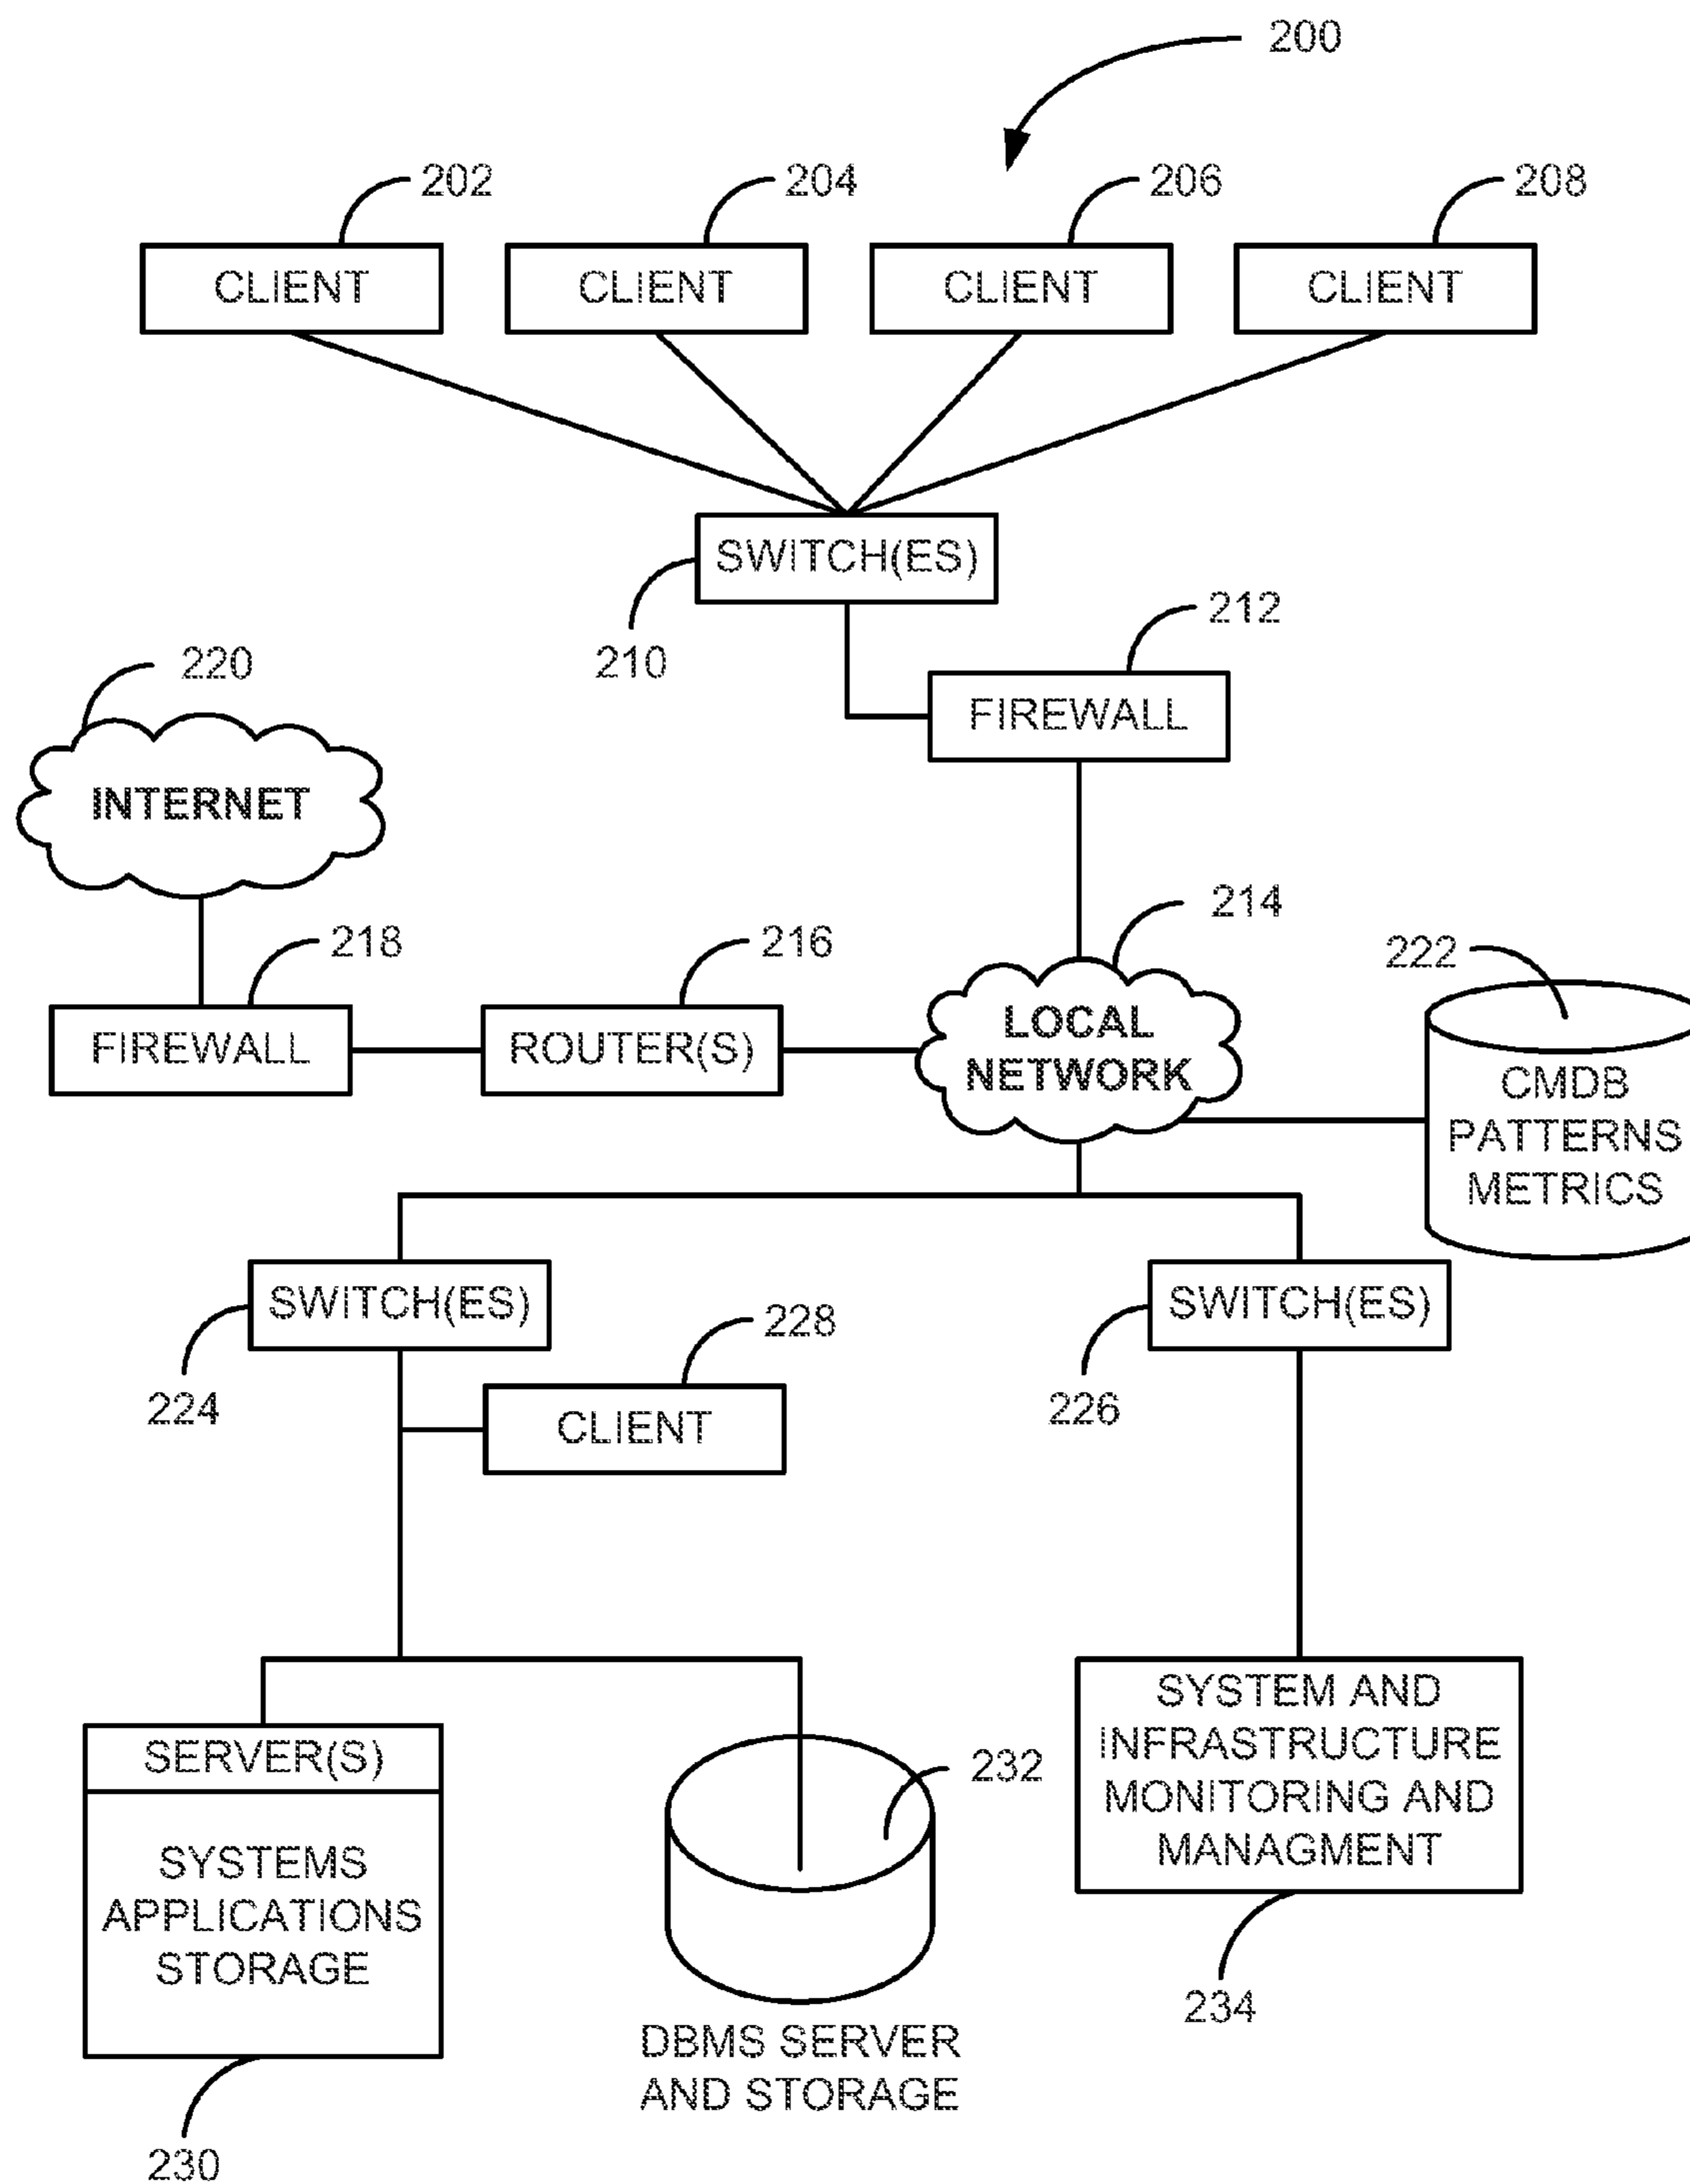 200
202
204
206
208
CLIENT
CLIENT
CLIENT
CLIENT
SWITCH(ES)
210
212
FIREWALL
220
INTERNET
214
218
216
222
FIREWALL
ROUTER(S)
LOCAL
NETWORK
CMDB
PATTERNS
METRICS
SWITCH(ES)
SWITCH(ES)
224
228
226
CLIENT
SERVER(S)
SYSTEMS
APPLICATIONS
STORAGE
230
232
DBMS SERVER
AND STORAGE
SYSTEM AND
INFRASTRUCTURE
MONITORING AND
MANAGMENT
234